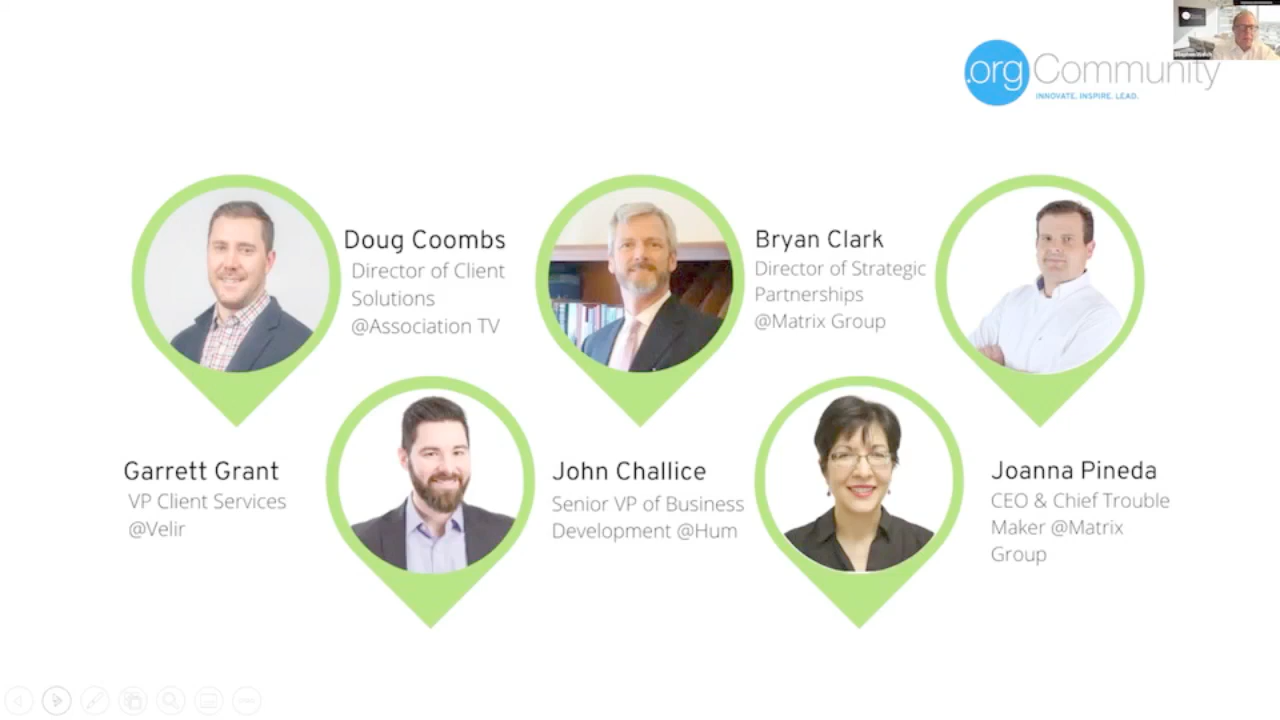 .org Community
INNOVATE. INSPIRE. LEAD.
Doug Coombs
Director of Client
Solutions
@Association TV
Bryan Clark
Director of Strategic
Partnerships
@Matrix Group
Garrett Grant
VP Client Services
@Velir
John Challice
Senior VP of Business
Development @Hum
Joanna Pineda
CEO & Chief Trouble
Maker @Matrix
Group